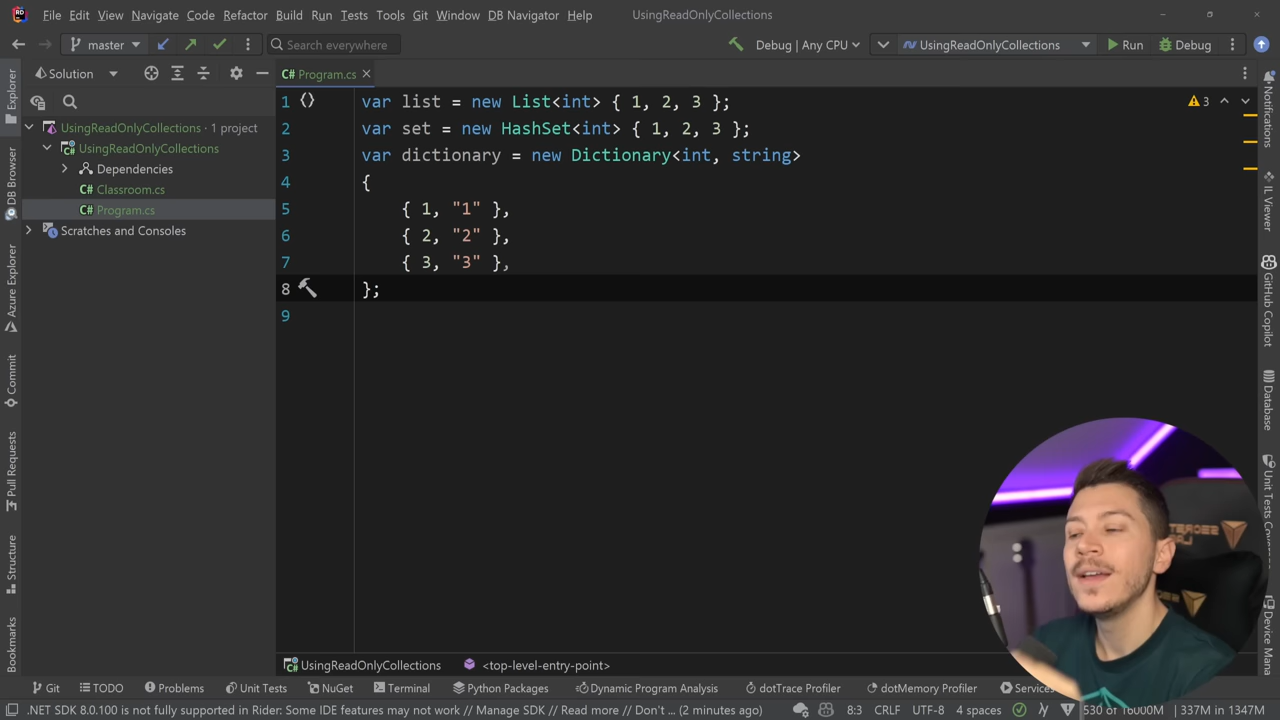 File Edit View Navigate Code Refactor Build Run Tests Tools Git Window DB Navigator Help UsingReadOnlyCollections
master Search everywhere Debug | Any CPU UsingReadOnlyCollections Run Debug
Solution C# Program.cs
1 var list = new List<int> { 1, 2, 3 }; 3
2 var set = new HashSet<int> { 1, 2, 3 };
3 var dictionary = new Dictionary<int, string>
4 {
5 { 1, "1" },
6 { 2, "2" },
7 { 3, "3" },
8 };
9
UsingReadOnlyCollections · 1 project
UsingReadOnlyCollections
Dependencies
C# Classroom.cs
C# Program.cs
Scratches and Consoles
Explorer
DB Browser
Azure Explorer
Commit
Pull Requests
Structure
Bookmarks
Notifications
IL Viewer
GitHub Copilot
Database
Unit Tests
Device Mana
UsingReadOnlyCollections <top-level-entry-point>
Git TODO Problems Unit Tests NuGet Terminal Python Packages Dynamic Program Analysis dotTrace Profiler dotMemory Profiler Services
.NET SDK 8.0.100 is not fully supported in Rider: Some IDE features may not work // Manage SDK // Read more // Don't ... (2 minutes ago) 8:3 CRLF UTF-8 4 spaces 530 of 16000M 337M in 1347M